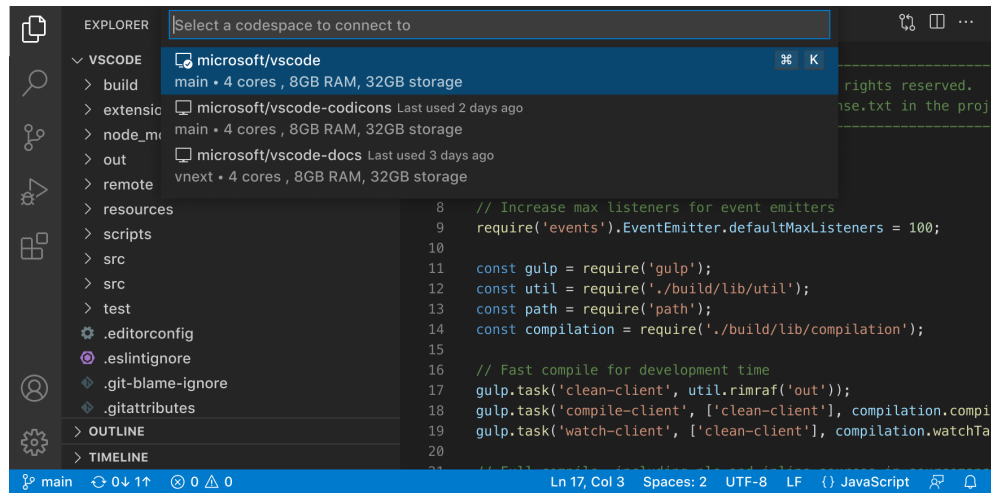 EXPLORER
Select a codespace to connect to
VSCODE
microsoft/vscode
⌘ K
main • 4 cores , 8GB RAM, 32GB storage
microsoft/vscode-codicons Last used 2 days ago
main • 4 cores , 8GB RAM, 32GB storage
microsoft/vscode-docs Last used 3 days ago
vnext • 4 cores , 8GB RAM, 32GB storage
rights reserved.
in the proj
build
out
remote
resources
scripts
src
src
test
.editorconfig
.eslintignore
.git-blame-ignore
.gitattributes
OUTLINE
TIMELINE
8 // Increase max listeners for event emitters
9 require('events').EventEmitter.defaultMaxListeners = 100;
10
11 const gulp = require('gulp');
12 const util = require('./build/lib/util');
13 const path = require('path');
14 const compilation = require('./build/lib/compilation');
15
16 // Fast compile for development time
17 gulp.task('clean-client', util.rimraf('out'));
18 gulp.task('compile-client', ['clean-client'], compilation.compi
19 gulp.task('watch-client', ['clean-client'], compilation.watchTa
20
main 0↓ 1↑ 0 0 Ln 17, Col 3 Spaces: 2 UTF-8 LF {} JavaScript